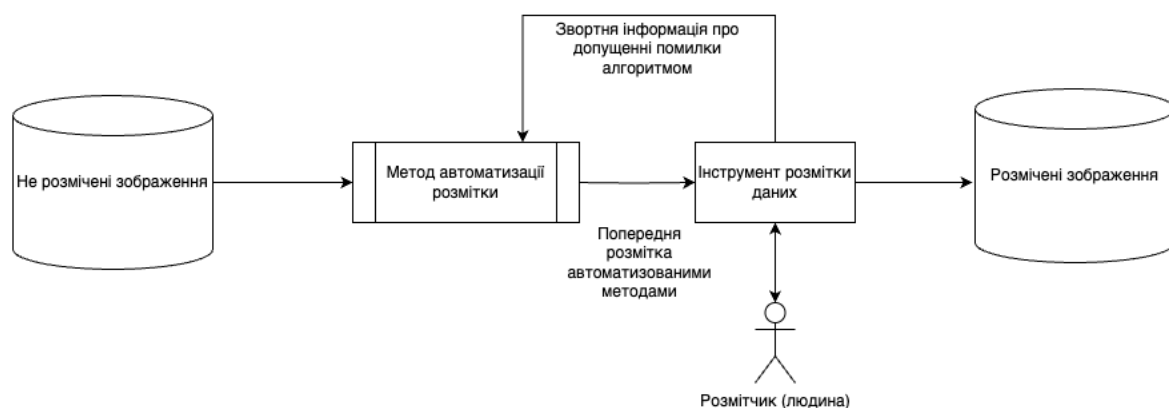 Звортня інформація про
допущенні помилки
алгоритмом
Не розмічені зображення
Метод автоматизації
розмітки
Інструмент розмітки
даних
Розмічені зображення
Попередня
розмітка
автоматизованими
методами
Розмітчик (людина)